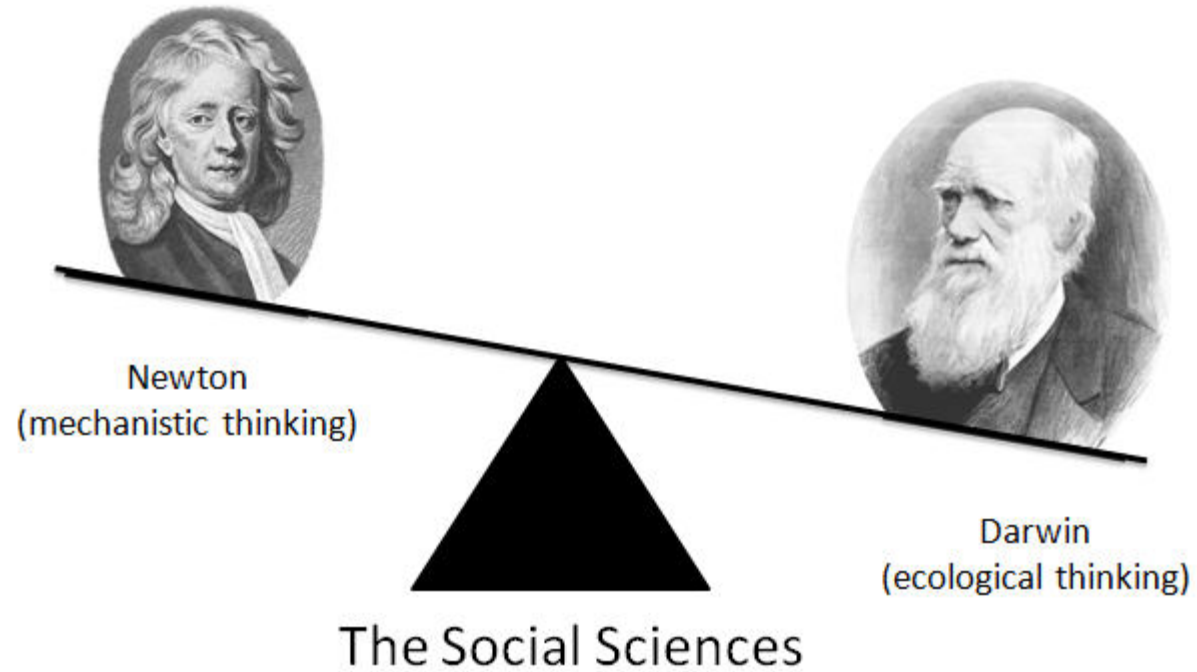 Newton
(mechanistic thinking)
Darwin
(ecological thinking)
The Social Sciences